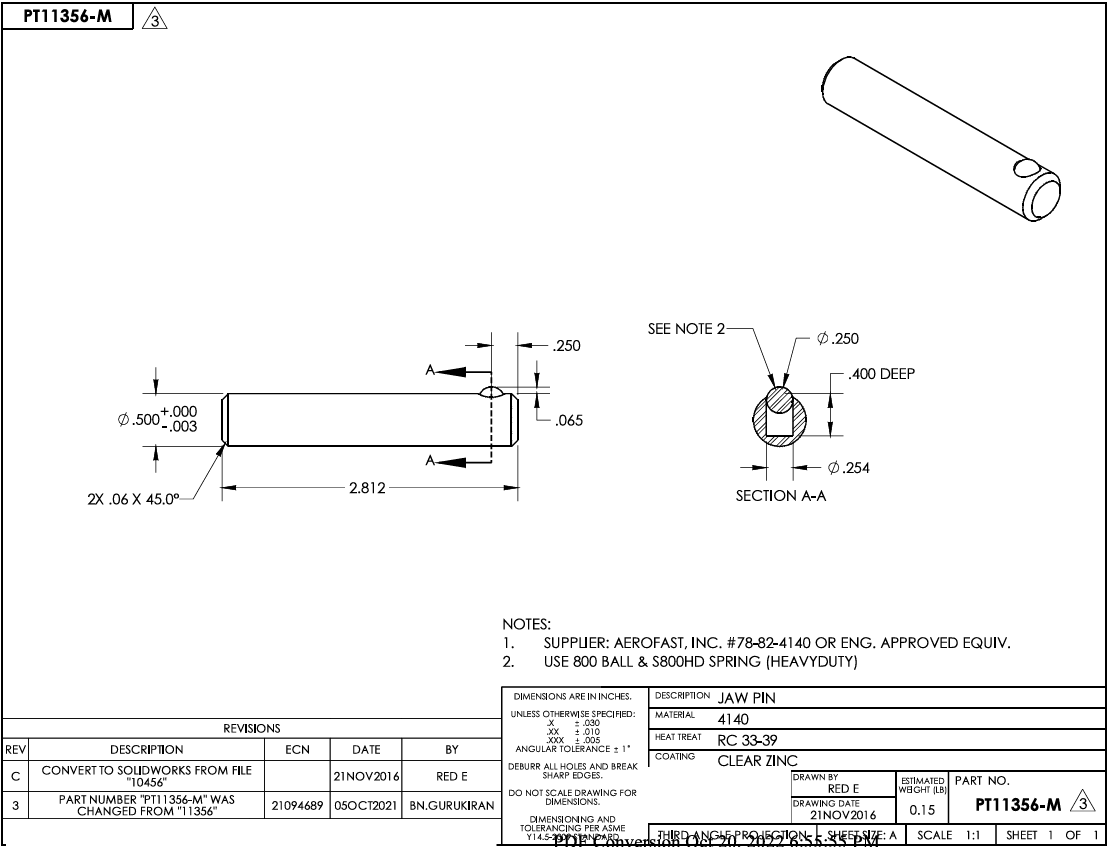 PT11356-M
3
SEE NOTE 2
Ø.250
.250
A
.400 DEEP
Ø.500 +.000
-.003
.065
A
Ø.254
2.812
2X .06 X 45.0°
SECTION A-A
NOTES:
1. SUPPLIER: AEROFAST, INC. #78-82-4140 OR ENG. APPROVED EQUIV.
2. USE 800 BALL & S800HD SPRING (HEAVYDUTY)
REVISIONS
REV DESCRIPTION ECN DATE BY
C CONVERT TO SOLIDWORKS FROM FILE "10456" 21NOV2016 RED E
3 PART NUMBER "PT11356-M" WAS CHANGED FROM "11356" 21094689 05OCT2021 BN.GURUKIRAN
DIMENSIONS ARE IN INCHES.
UNLESS OTHERWISE SPECIFIED:
.X ± .030
.XX ± .010
.XXX ± .005
ANGULAR TOLERANCE ± 1°
DEBURR ALL HOLES AND BREAK
SHARP EDGES.
DO NOT SCALE DRAWING FOR
DIMENSIONS.
DIMENSIONING AND
TOLERANCING PER ASME
Y14.5-2009 STANDARD.
DESCRIPTION JAW PIN
MATERIAL 4140
HEAT TREAT RC 33-39
COATING CLEAR ZINC
DRAWN BY
RED E
DRAWING DATE
21NOV2016
ESTIMATED
WEIGHT (LB)
0.15
PART NO.
PT11356-M 3
THIRD ANGLE PROJECTION SHEET SIZE: A SCALE 1:1 SHEET 1 OF 1
PDF Conversion Oct 20, 2022 6:55:55 PM